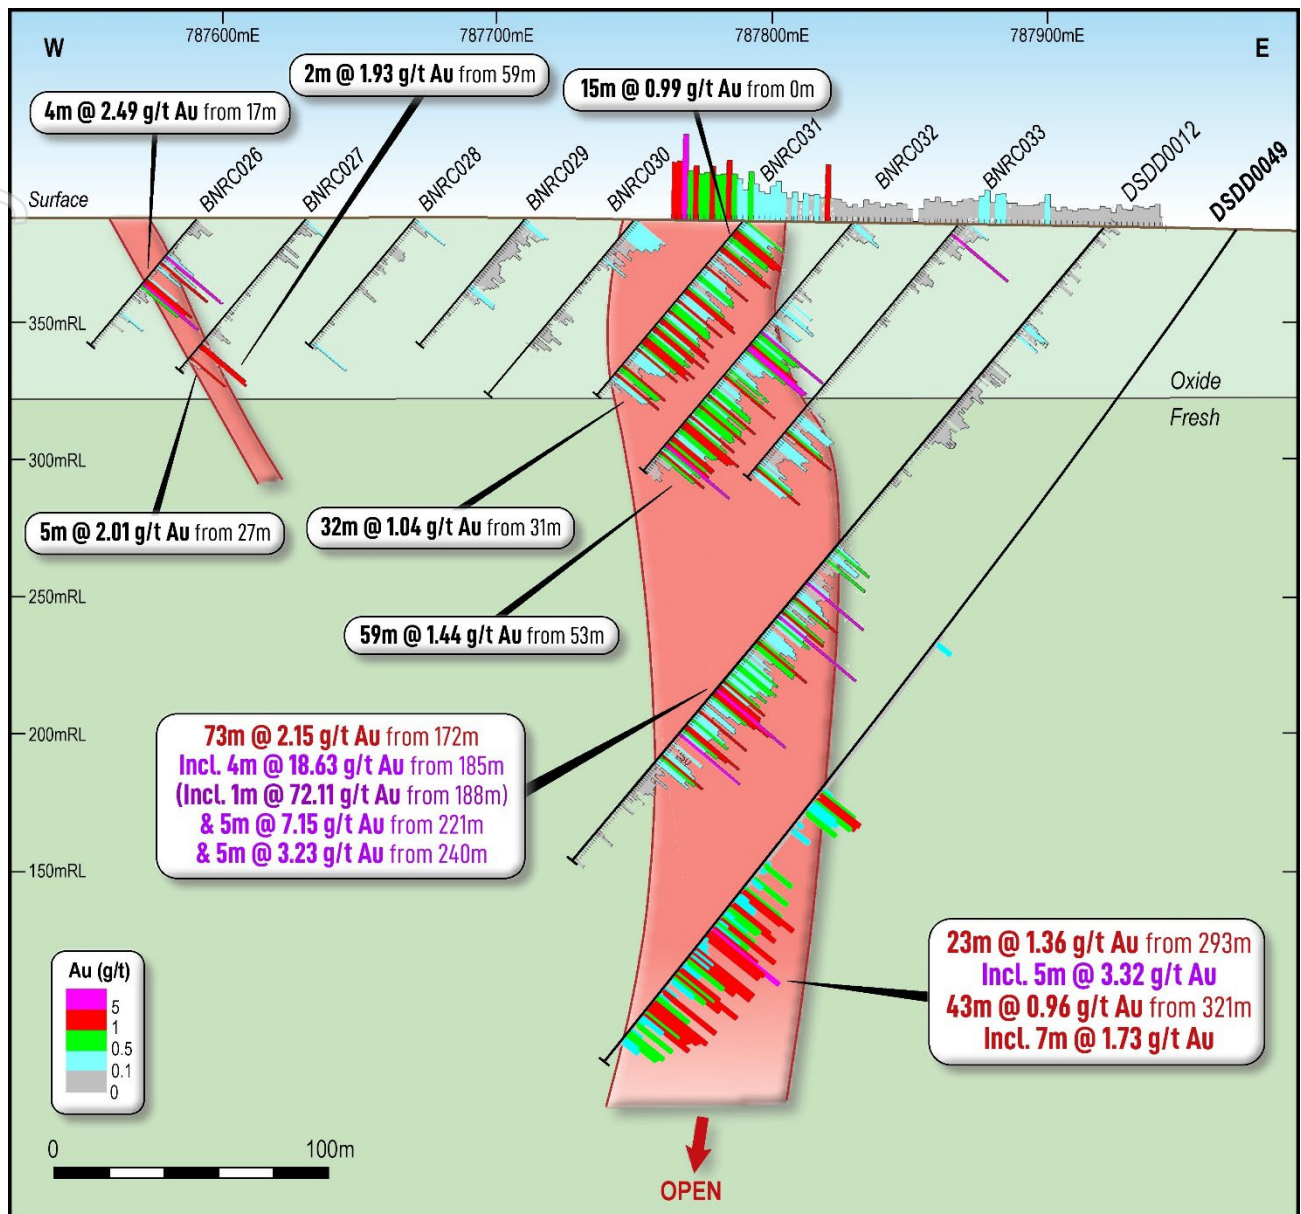 W
787600mE
787700mE
787800mE
787900mE
E
2m @ 1.93 g/t Au from 59m
4m @ 2.49 g/t Au from 17m
15m @ 0.99 g/t Au from 0m
Surface
BNRC026
BNRC027
BNRC028
BNRC029
BNRC030
BNRC031
BNRC032
BNRC033
DSDD0012
DSDD0049
350mRL
Oxide
Fresh
300mRL
5m @ 2.01 g/t Au from 27m
32m @ 1.04 g/t Au from 31m
250mRL
59m @ 1.44 g/t Au from 53m
200mRL
73m @ 2.15 g/t Au from 172m
Incl. 4m @ 18.63 g/t Au from 185m
(Incl. 1m @ 72.11 g/t Au from 188m)
& 5m @ 7.15 g/t Au from 221m
& 5m @ 3.23 g/t Au from 240m
150mRL
23m @ 1.36 g/t Au from 293m
Incl. 5m @ 3.32 g/t Au
43m @ 0.96 g/t Au from 321m
Incl. 7m @ 1.73 g/t Au
Au (g/t)
5
1
0.5
0.1
0
0
100m
OPEN